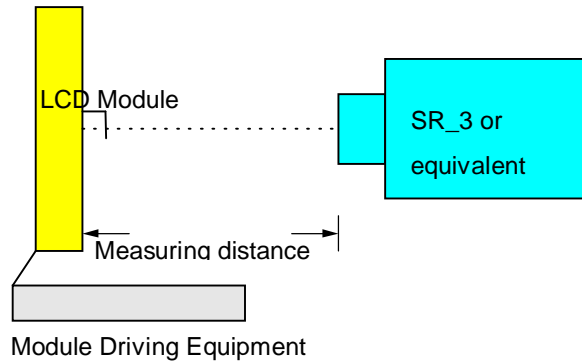 LCD Module
SR_3 or
equivalent
Measuring distance
Module Driving Equipment